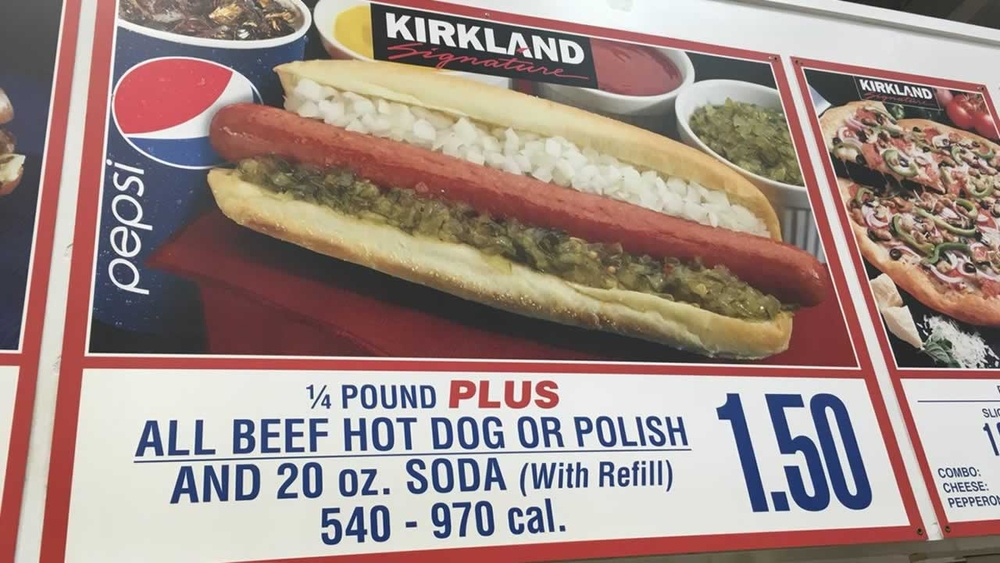 KIRKLAND
Signature
pepsi
¼ POUND PLUS
ALL BEEF HOT DOG OR POLISH
AND 20 oz. SODA (With Refill)
540 - 970 cal.
1.50
KIRKLAND
Signature
COMBO:
CHEESE: